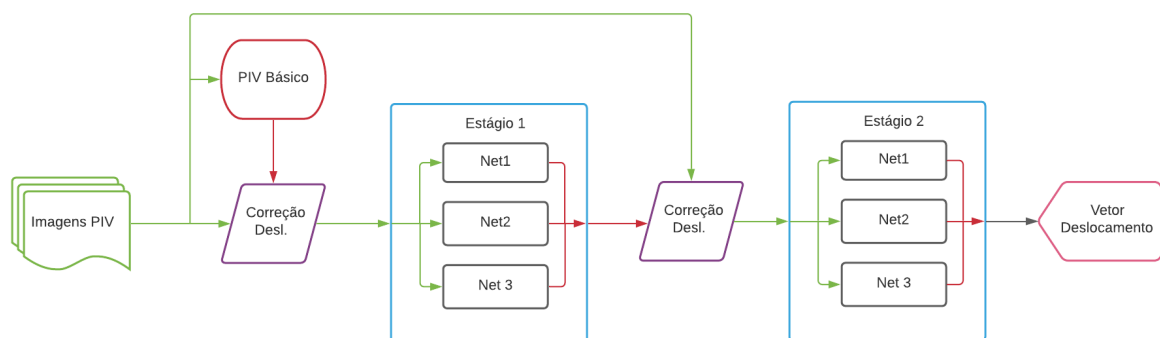 PIV Básico
Imagens PIV
Correção
Desl.
Estágio 1
Net1
Net2
Net 3
Correção
Desl.
Estágio 2
Net1
Net2
Net 3
Vetor
Deslocamento